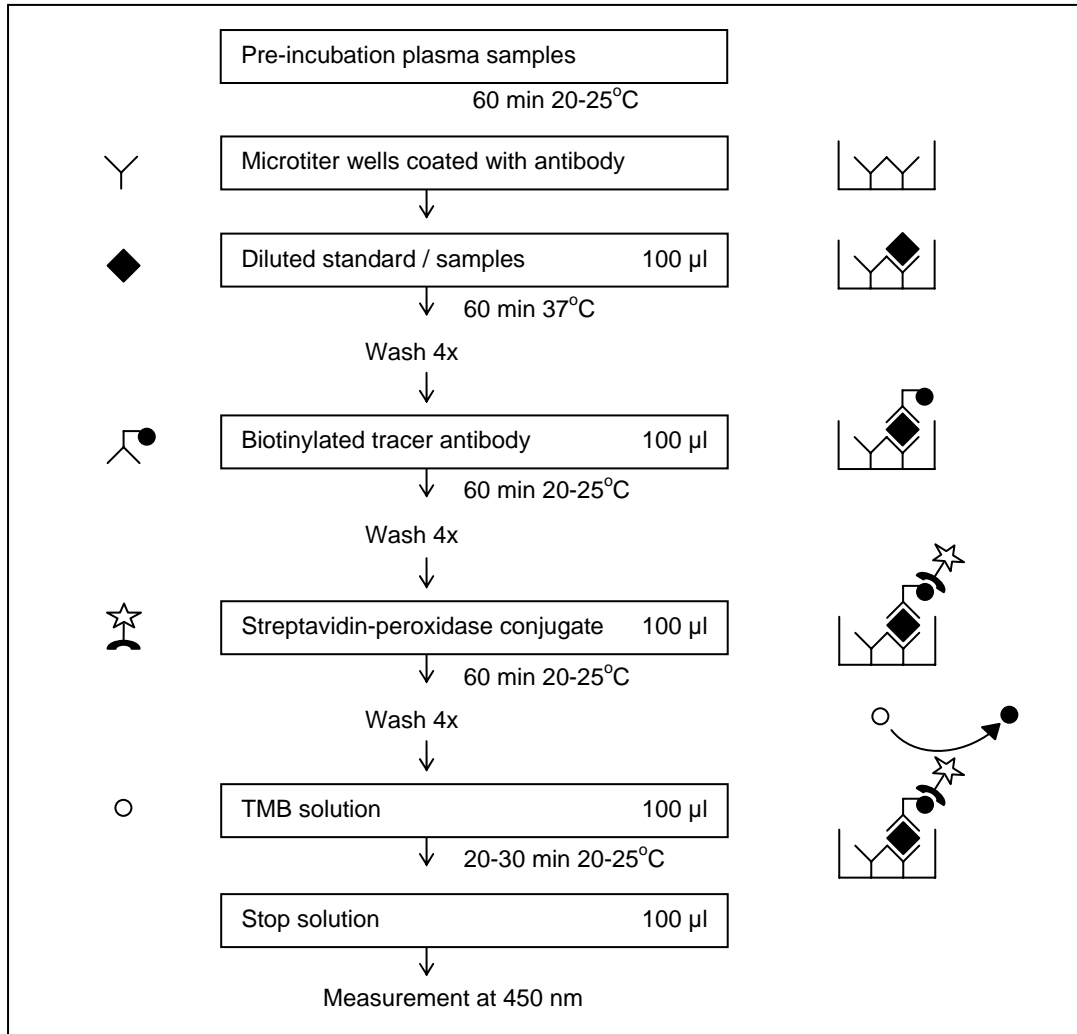 Pre-incubation plasma samples
60 min 20-25°C
Microtiter wells coated with antibody
Diluted standard / samples 100 µl
60 min 37°C
Wash 4x
Biotinylated tracer antibody 100 µl
60 min 20-25°C
Wash 4x
Streptavidin-peroxidase conjugate 100 µl
60 min 20-25°C
Wash 4x
TMB solution 100 µl
20-30 min 20-25°C
Stop solution 100 µl
Measurement at 450 nm